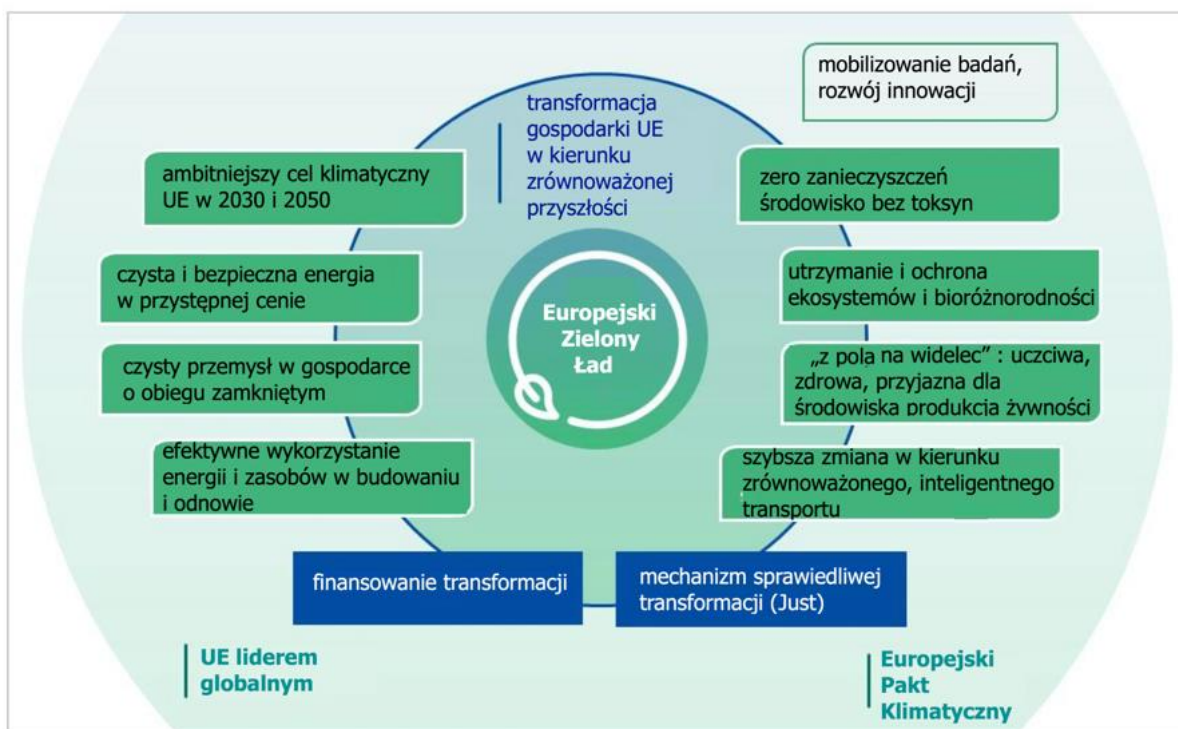 mobilizowanie badań,
rozwój innowacji
transformacja
gospodarki UE
w kierunku
zrównoważonej
przyszłości
ambitniejszy cel klimatyczny
UE w 2030 i 2050
zero zanieczyszczeń
środowisko bez toksyn
czysta i bezpieczna energia
w przystępnej cenie
utrzymanie i ochrona
ekosystemów i bioróżnorodności
Europejski
Zielony
Ład
czysty przemysł w gospodarce
o obiegu zamkniętym
„z pola na widelec” : uczciwa,
zdrowa, przyjazna dla
środowiska produkcja żywności
efektywne wykorzystanie
energii i zasobów w budowaniu
i odnowie
szybsza zmiana w kierunku
zrównoważonego, inteligentnego
transportu
finansowanie transformacji
mechanizm sprawiedliwej
transformacji (Just)
UE liderem
globalnym
Europejski
Pakt
Klimatyczny